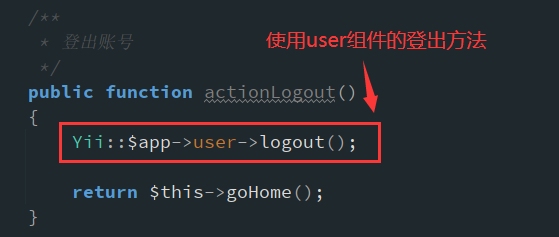 /**
* 登出账号
*/
使用user组件的登出方法
public function actionLogout()
{
Yii::$app->user->logout();
return $this->goHome();
}